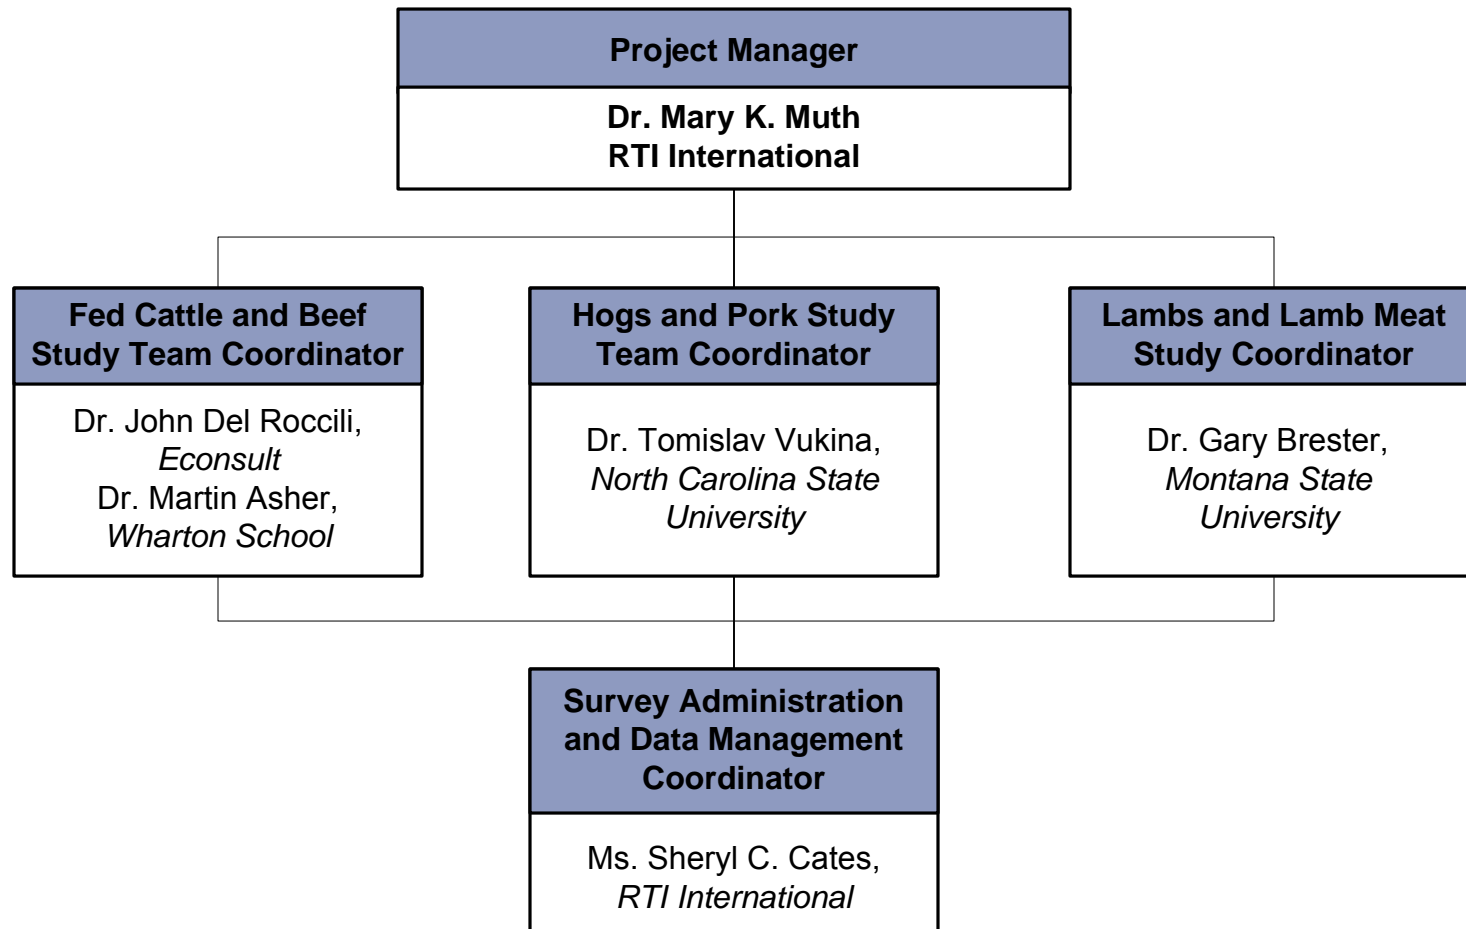 Project Manager
Dr. Mary K. Muth
RTI International
Fed Cattle and Beef
Study Team Coordinator
Dr. John Del Roccili,
Econsult
Dr. Martin Asher,
Wharton School
Hogs and Pork Study
Team Coordinator
Dr. Tomislav Vukina,
North Carolina State
University
Lambs and Lamb Meat
Study Coordinator
Dr. Gary Brester,
Montana State
University
Survey Administration
and Data Management
Coordinator
Ms. Sheryl C. Cates,
RTI International